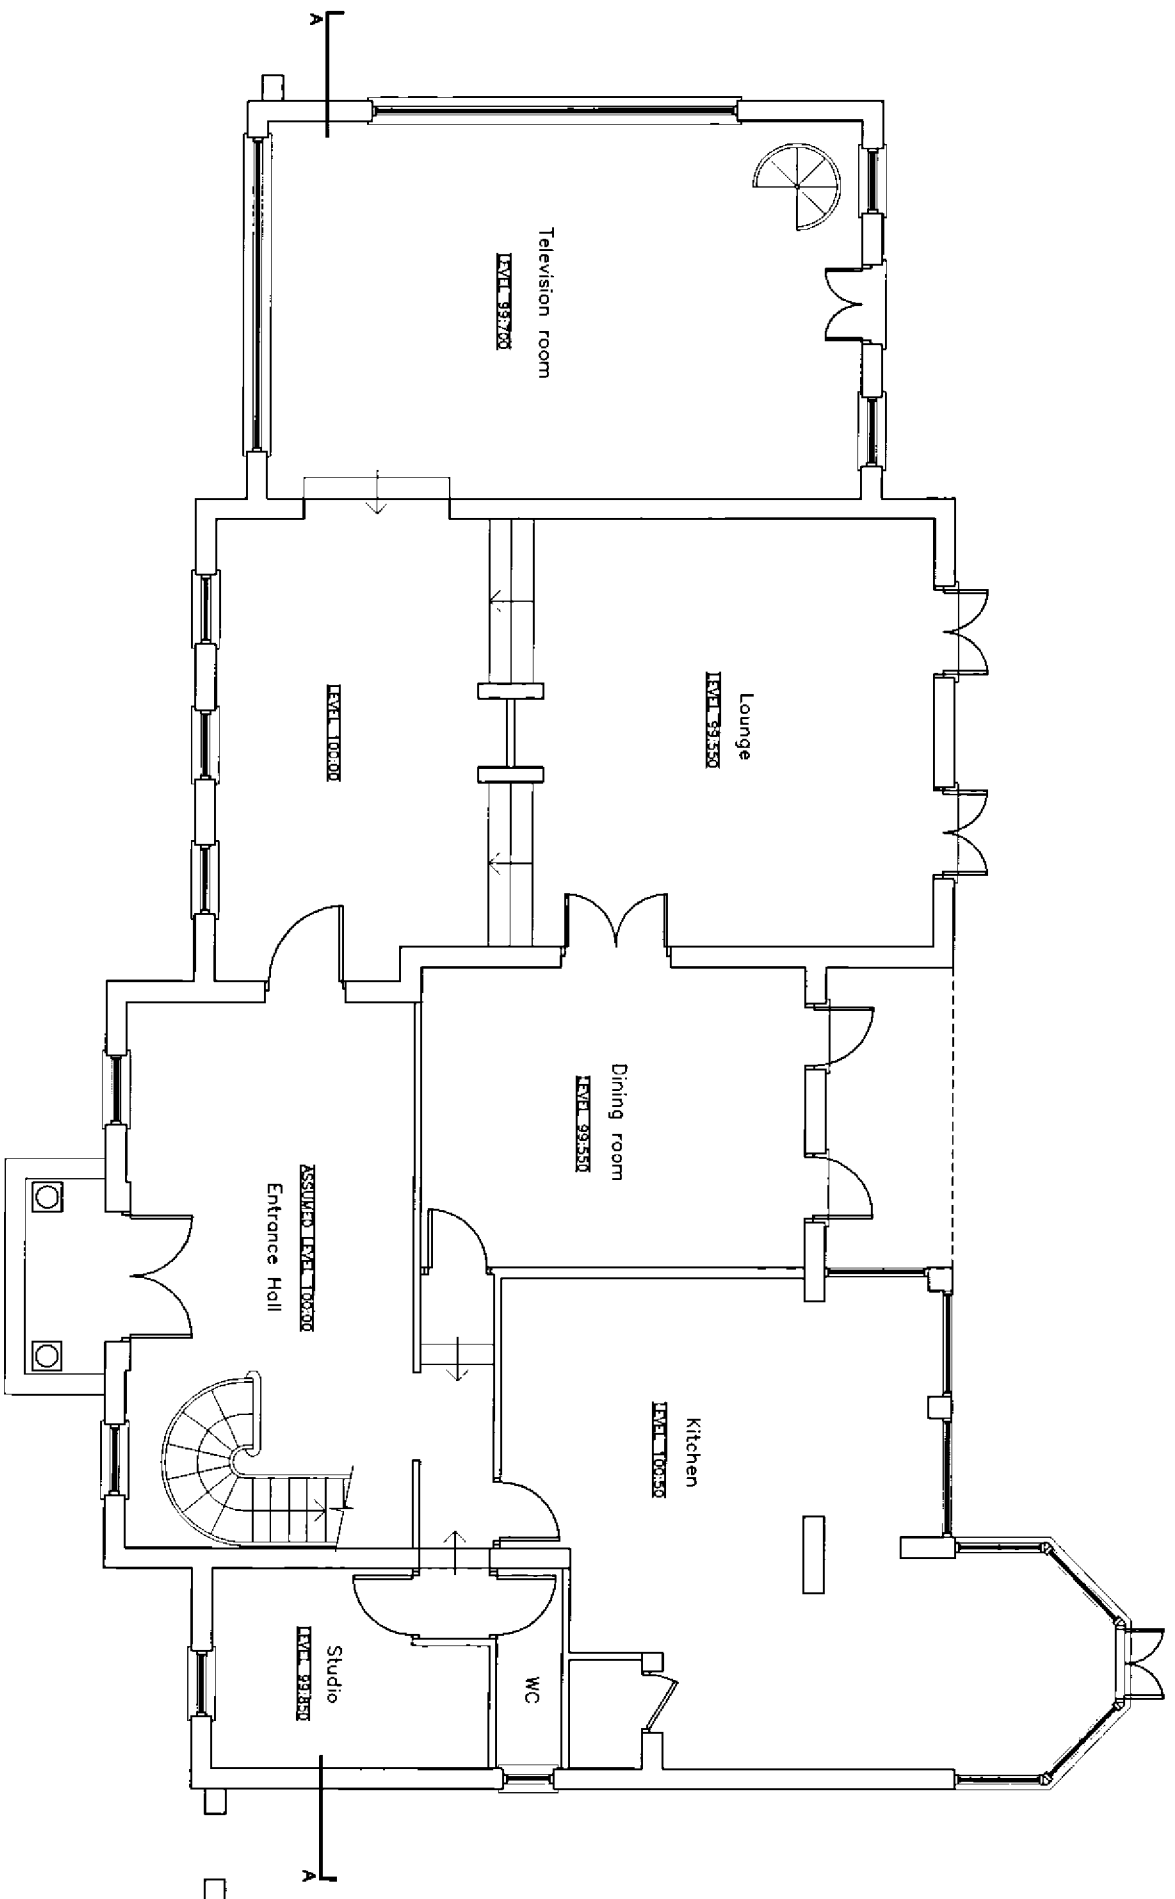 A
Television room
LEVEL 99:700
Lounge
LEVEL 99:550
LEVEL 100:00
Dining room
LEVEL 99:550
Entrance Hall
ASSUMED LEVEL 100:00
Kitchen
LEVEL 100:50
Studio
LEVEL 99:850
WC
A